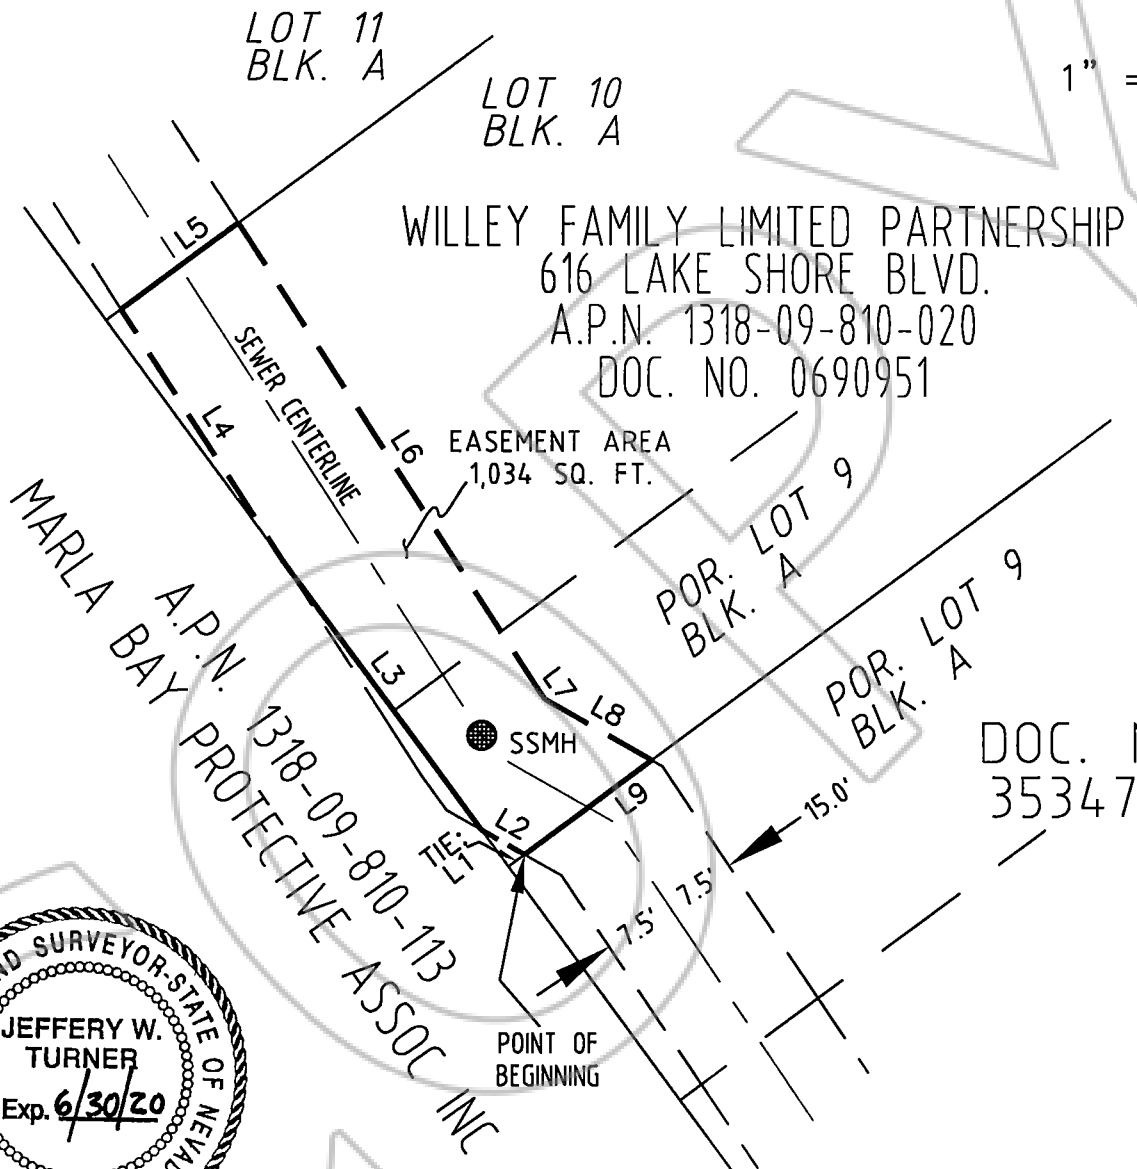 LOT 11
BLK. A
LOT 10
BLK. A
1" =
WILLEY FAMILY LIMITED PARTNERSHIP
616 LAKE SHORE BLVD.
A.P.N. 1318-09-810-020
DOC. NO. 0690951
L5
SEWER CENTERLINE
L4
L6
EASEMENT AREA
1,034 SQ. FT.
POR. LOT 9
BLK. A
POR. LOT 9
BLK. A
MARLA BAY PROTECTIVE ASSOC INC
A.P.N. 1318-09-810-113
L3
L7
L8
SSMH
L9
L2
TIE:
L1
DOC. N
35347
15.0'
7.5'
7.5'
POINT OF
BEGINNING
ND SURVEYOR-STATE OF NEVAD
JEFFERY W.
TURNER
Exp. 6/30/20
COPY